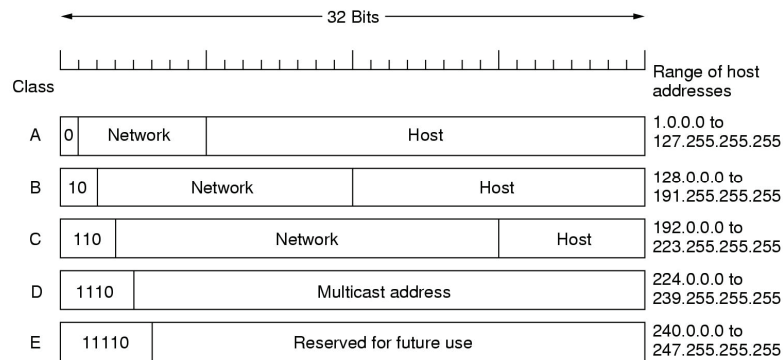 32 Bits
Class
Range of host
addresses
A
0
Network
Host
1.0.0.0 to
127.255.255.255
B
10
Network
Host
128.0.0.0 to
191.255.255.255
C
110
Network
Host
192.0.0.0 to
223.255.255.255
D
1110
Multicast address
224.0.0.0 to
239.255.255.255
E
11110
Reserved for future use
240.0.0.0 to
247.255.255.255